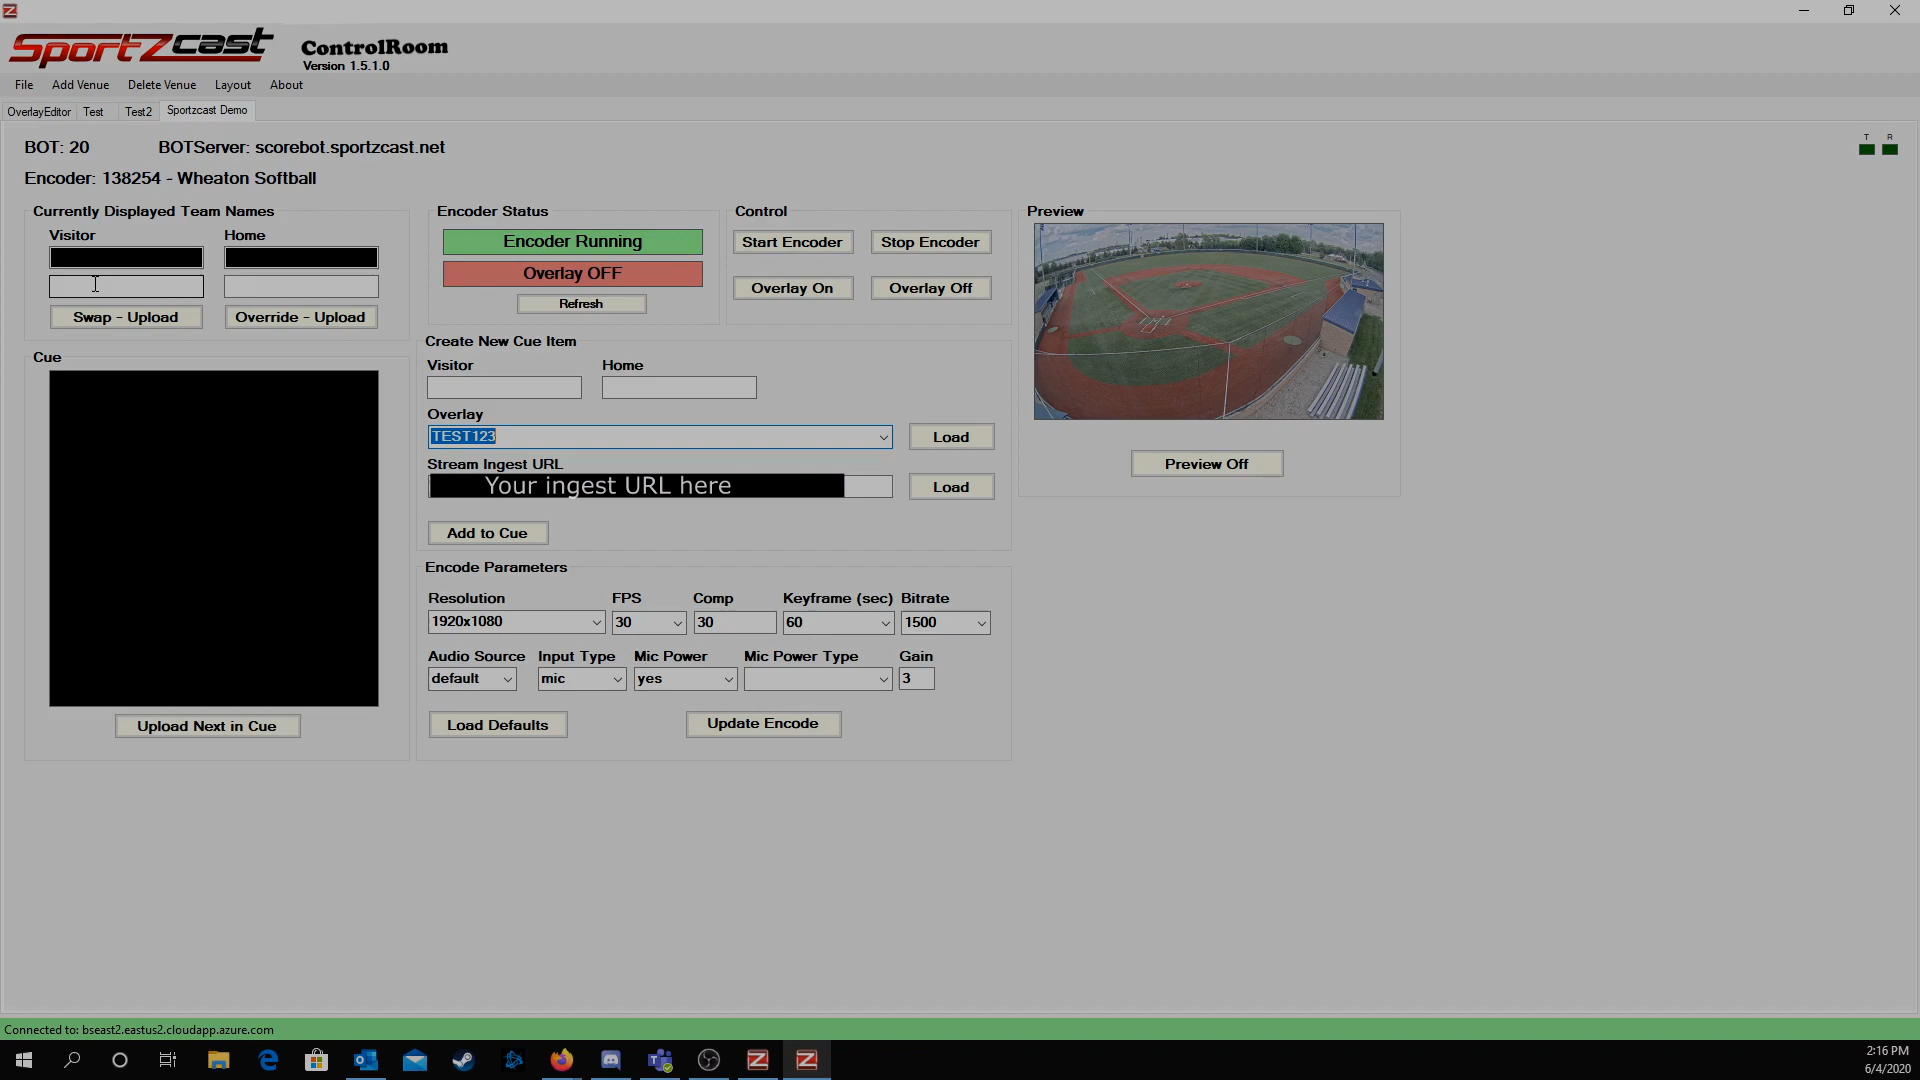 Sportzcast
ControlRoom
Version 1.5.1.0
File Add Venue Delete Venue Layout About
OverlayEditor Test Test2 Sportzcast Demo
BOT: 20 BOTServer: scorebot.sportzcast.net
T R
Encoder: 138254 - Wheaton Softball
Currently Displayed Team Names
Visitor Home
Swap - Upload Override - Upload
Cue
Upload Next in Cue
Encoder Status
Encoder Running
Overlay OFF
Refresh
Control
Start Encoder Stop Encoder
Overlay On Overlay Off
Create New Cue Item
Visitor Home
Overlay
TEST123 Load
Stream Ingest URL
Your ingest URL here Load
Add to Cue
Encode Parameters
Resolution FPS Comp Keyframe (sec) Bitrate
1920x1080 30 30 60 1500
Audio Source Input Type Mic Power Mic Power Type Gain
default mic yes 3
Load Defaults Update Encode
Preview
Preview Off
Connected to: bseast2.eastus2.cloudapp.azure.com
2:16 PM
6/4/2020